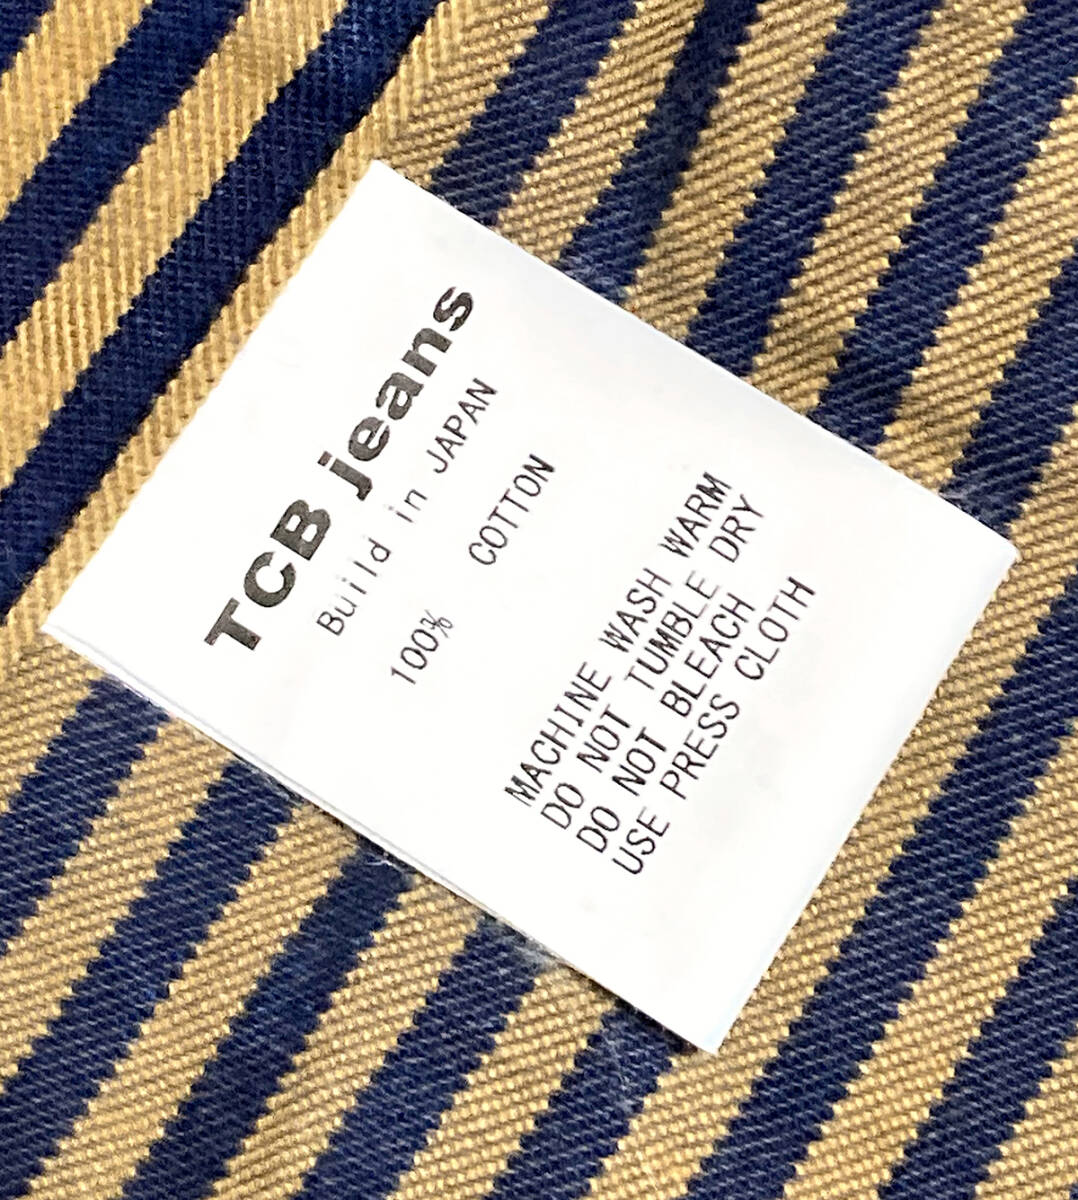 TCB jeans
Build in JAPAN
100% COTTON
MACHINE WASH WARM
DO NOT TUMBLE DRY
DO NOT BLEACH
USE PRESS CLOTH